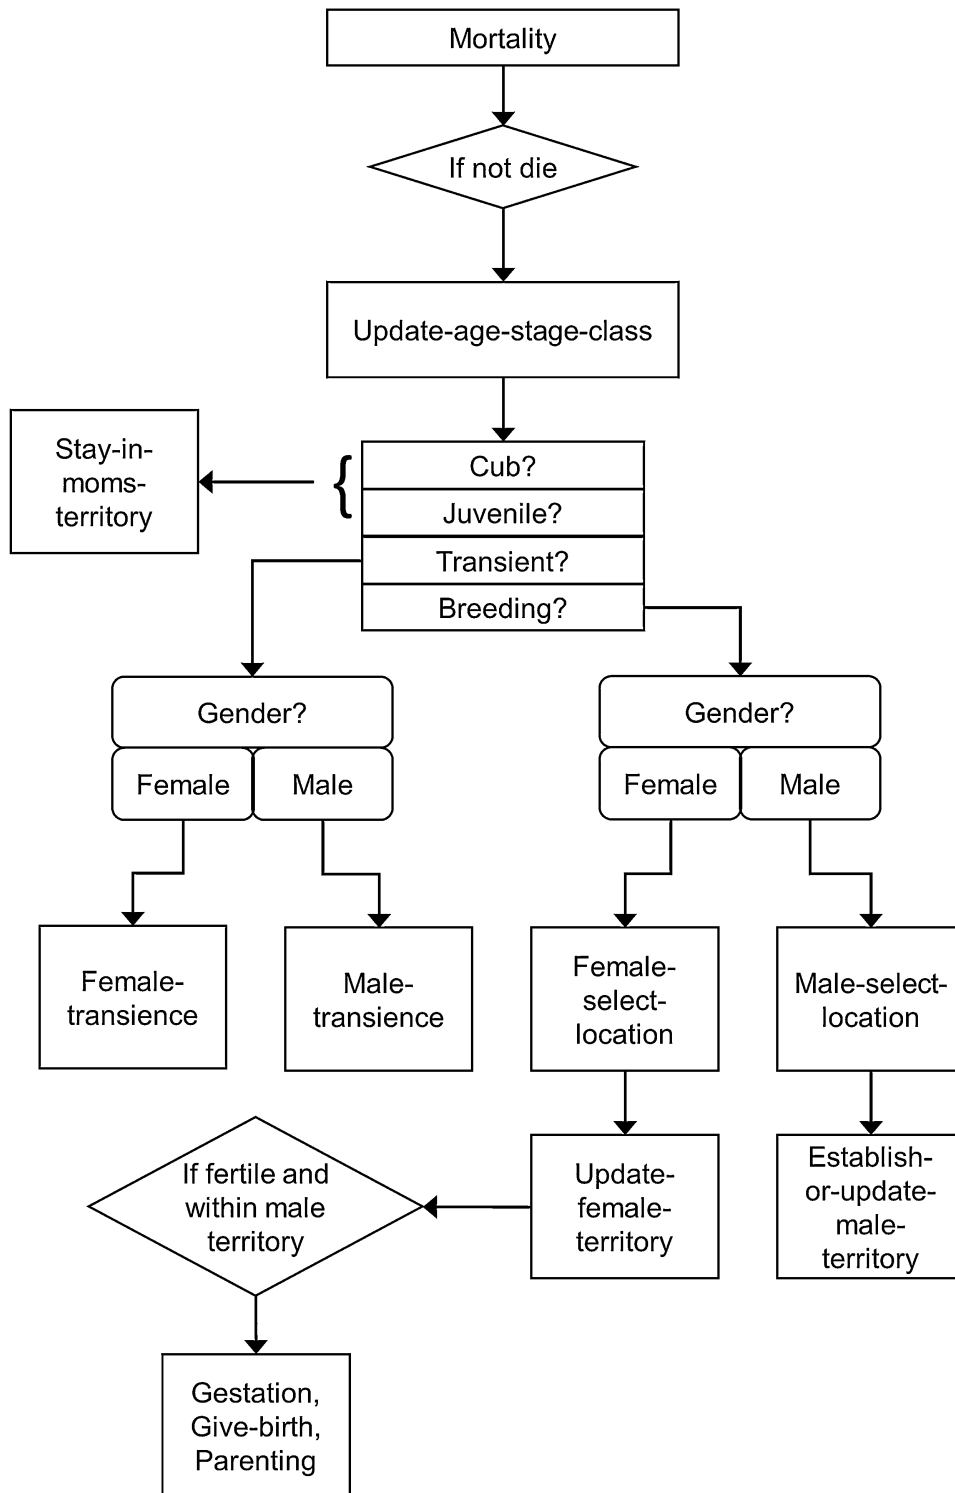 Mortality
If not die
Update-age-stage-class
Stay-in-
moms-
territory
{
Cub?
Juvenile?
Transient?
Breeding?
Gender?
Female
Male
Gender?
Female
Male
Female-
transience
Male-
transience
Female-
select-
location
Male-select-
location
If fertile and
within male
territory
Update-
female-
territory
Establish-
or-update-
male-
territory
Gestation,
Give-birth,
Parenting